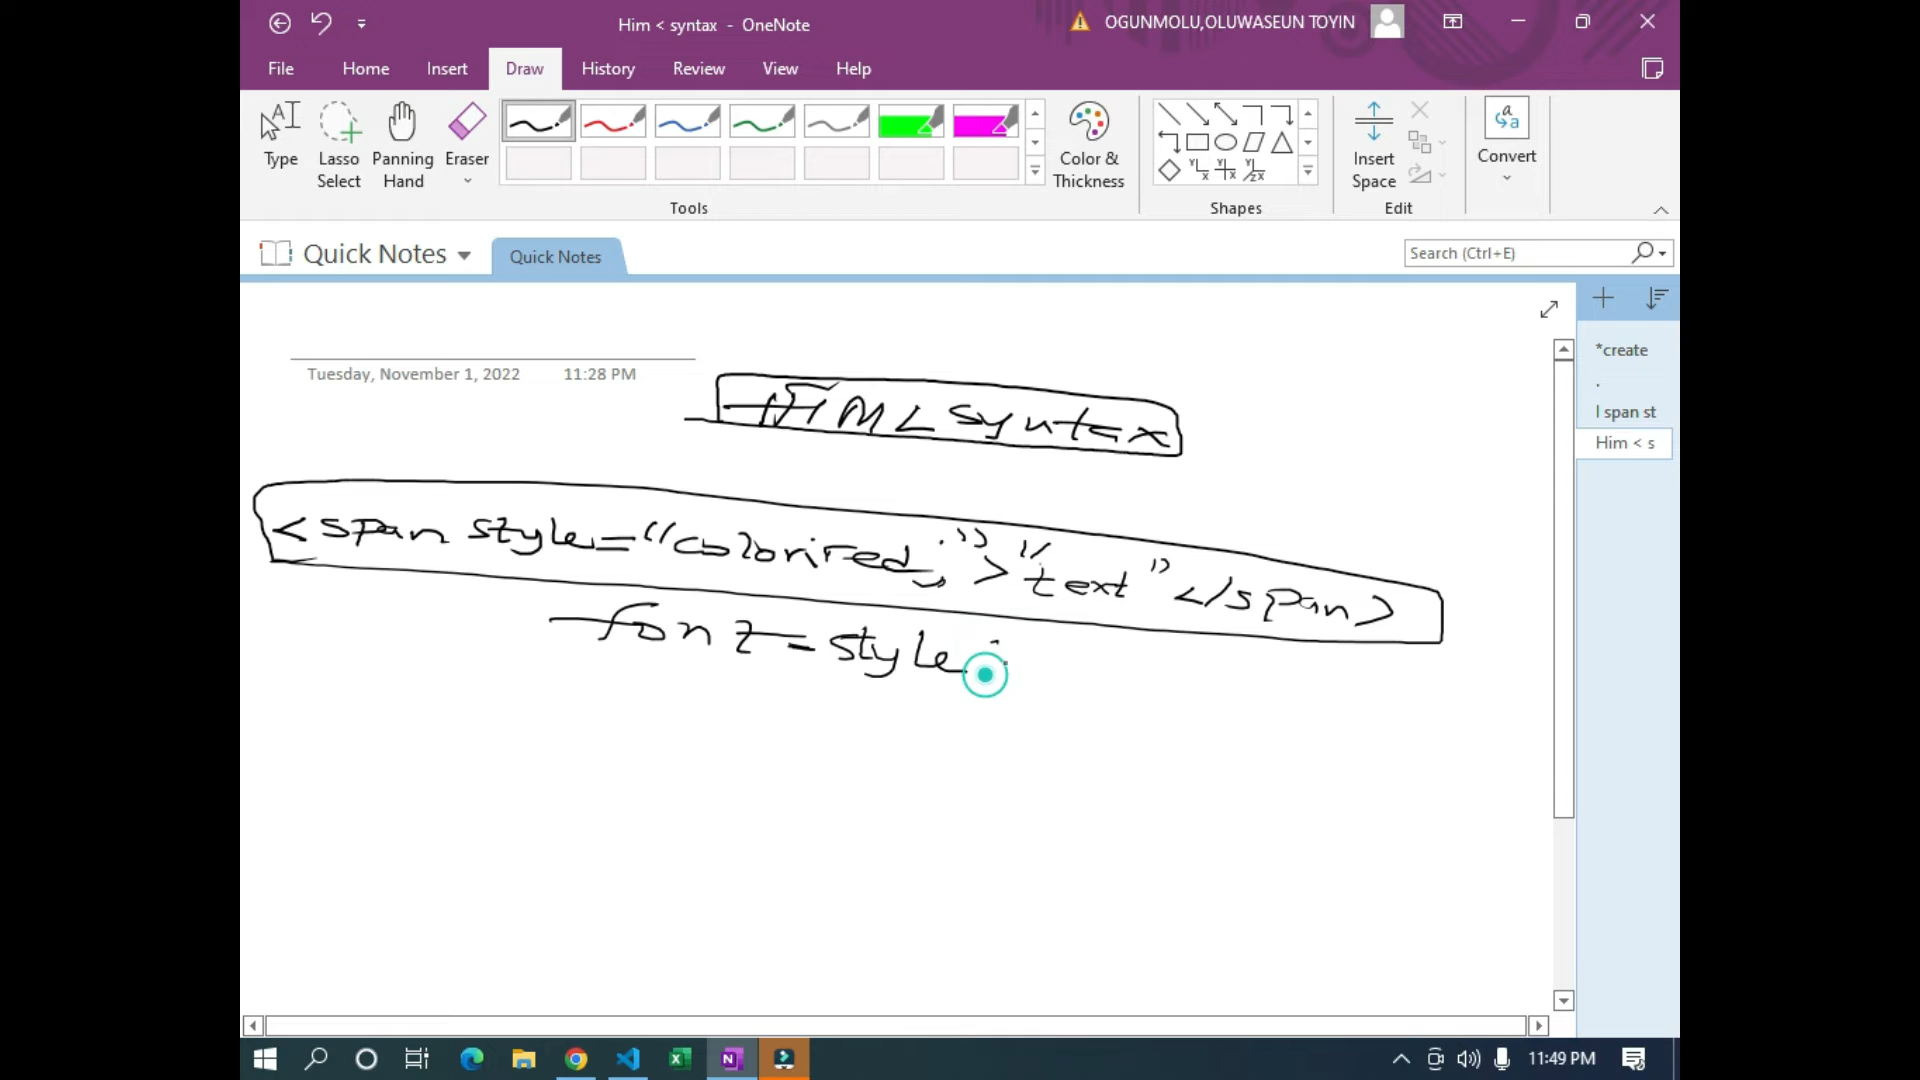 Him < syntax - OneNote
OGUNMOLU,OLUWASEUN TOYIN
File Home Insert Draw History Review View Help
Type
Lasso Select
Panning Hand
Eraser
Color & Thickness
Insert Space
Convert
Tools
Shapes
Edit
Quick Notes
Quick Notes
Search (Ctrl+E)
Tuesday, November 1, 2022 11:28 PM
HTML syntax
<span style="color:red;">"text"</span>
font-style:
*create
.
I span st
Him < s
11:49 PM